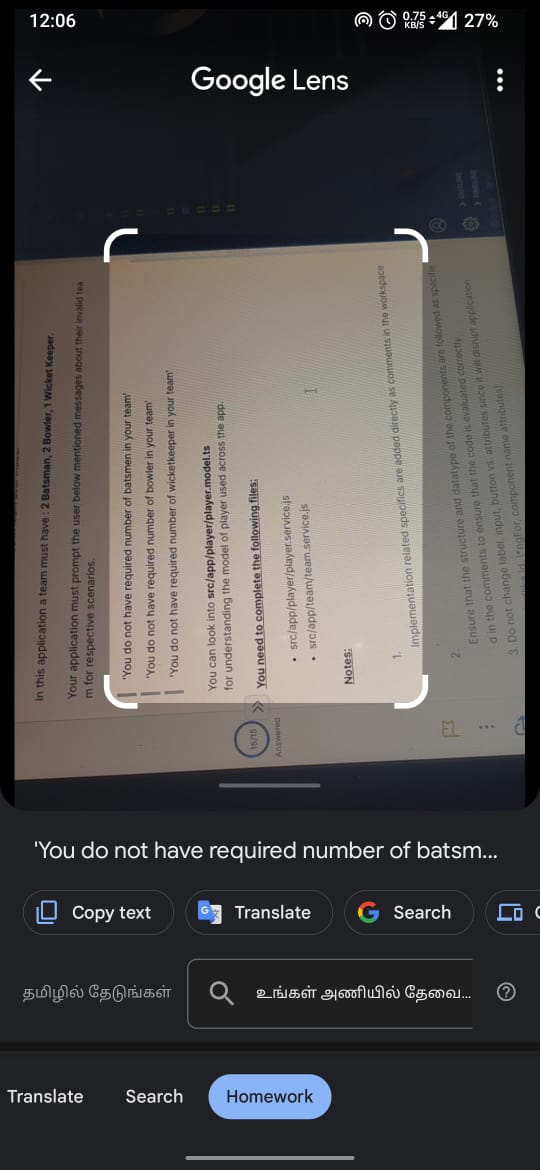 12:06
0.75
KB/S
4G
27%
Google Lens
In this application a team must have : 2 Batsman, 2 Bowler, 1 Wicket Keeper.
Your application must prompt the user below mentioned messages about their invalid tea
m for respective scenarios.
'You do not have required number of batsmen in your team'
'You do not have required number of bowler in your team'
'You do not have required number of wicketkeeper in your team'
You can look into src/app/player/player.model.ts
for understanding the model of player used across the app.
You need to complete the following files:
• src/app/player/player.service.js
• src/app/team/team.service.js
Notes:
1.
Implementation related specifics are added directly as comments in the workspace
2.
Ensure that the structure and datatype of the components are followed as specifie
d in the comments to ensure that the code is evaluated correctly.
3. Do not change label, input, button vs. attributes since it will disrupt application
*ngFor, component name attributes)
15/15
Answered
> OUTLINE
> TIMELINE
'You do not have required number of batsm...
Copy text
Translate
Search
தமிழில் தேடுங்கள்
உங்கள் அணியில் தேவை...
Translate
Search
Homework